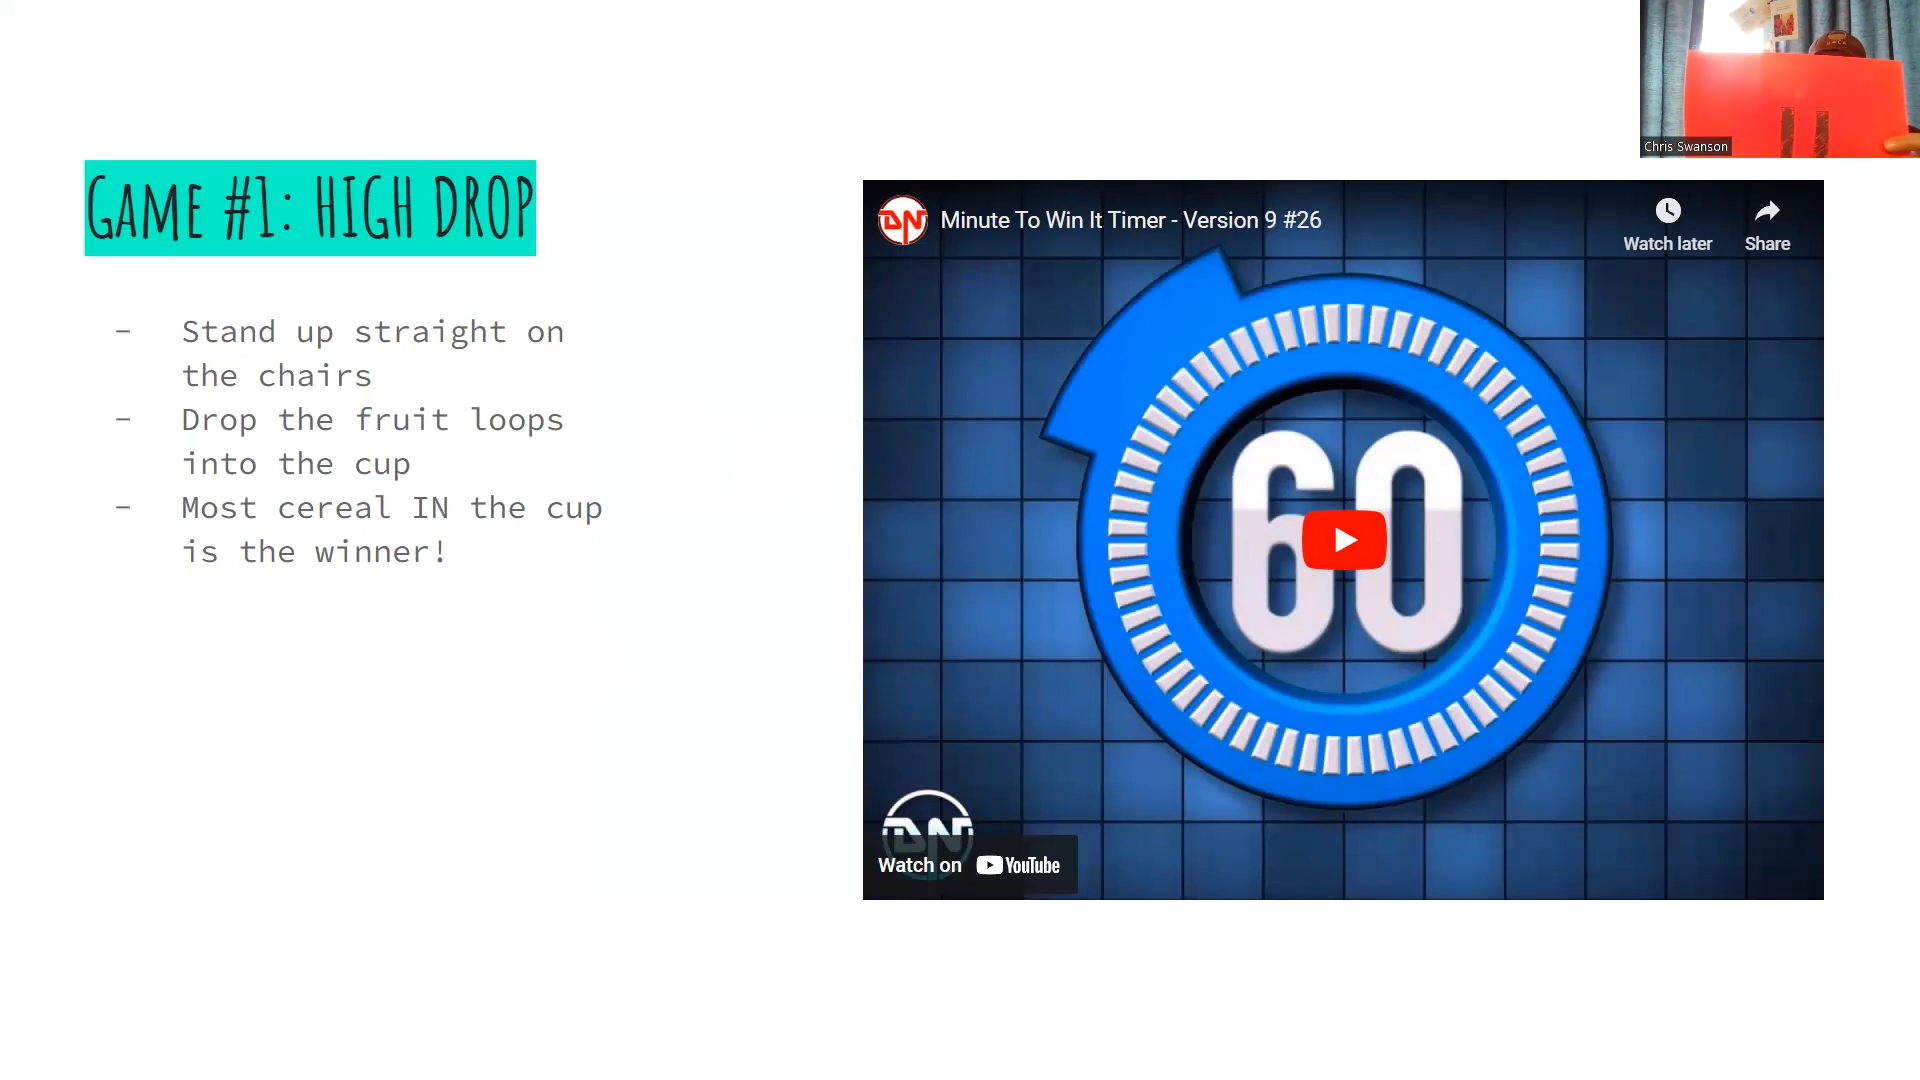 Chris Swanson
GAME #1: HIGH DROP
- Stand up straight on
the chairs
- Drop the fruit loops
into the cup
- Most cereal IN the cup
is the winner!
DN
Minute To Win It Timer - Version 9 #26
Watch later
Share
60
DN
Watch on YouTube